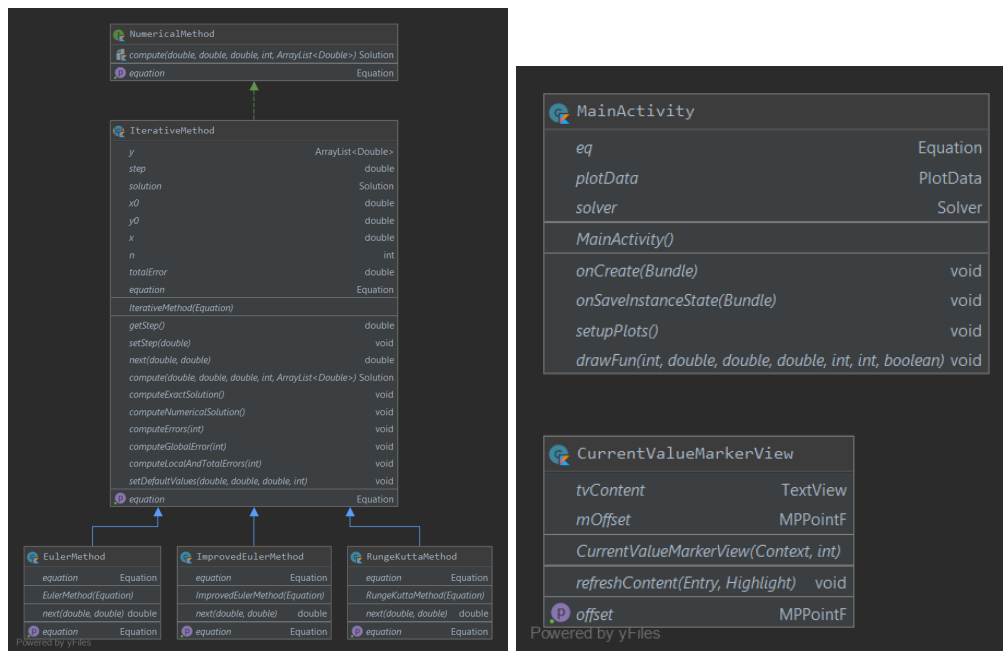 NumericalMethod
compute(double, double, double, int, ArrayList<Double>) Solution
equation Equation
IterativeMethod
y ArrayList<Double>
step double
solution Solution
x0 double
y0 double
x double
n int
totalError double
equation Equation
IterativeMethod(Equation)
getStep() double
setStep(double) void
next(double, double) double
compute(double, double, double, int, ArrayList<Double>) Solution
computeExactSolution() void
computeNumericalSolution() void
computeErrors(int) void
computeGlobalError(int) void
computeLocalAndTotalErrors(int) void
setDefaultValues(double, double, double, int) void
equation Equation
EulerMethod
equation Equation
EulerMethod(Equation)
next(double, double) double
equation Equation
ImprovedEulerMethod
equation Equation
ImprovedEulerMethod(Equation)
next(double, double) double
equation Equation
RungeKuttaMethod
equation Equation
RungeKuttaMethod(Equation)
next(double, double) double
equation Equation
Powered by yFiles
MainActivity
eq Equation
plotData PlotData
solver Solver
MainActivity()
onCreate(Bundle) void
onSaveInstanceState(Bundle) void
setupPlots() void
drawFun(int, double, double, double, int, int, boolean) void
CurrentValueMarkerView
tvContent TextView
mOffset MPPointF
CurrentValueMarkerView(Context, int)
refreshContent(Entry, Highlight) void
offset MPPointF
Powered by yFiles